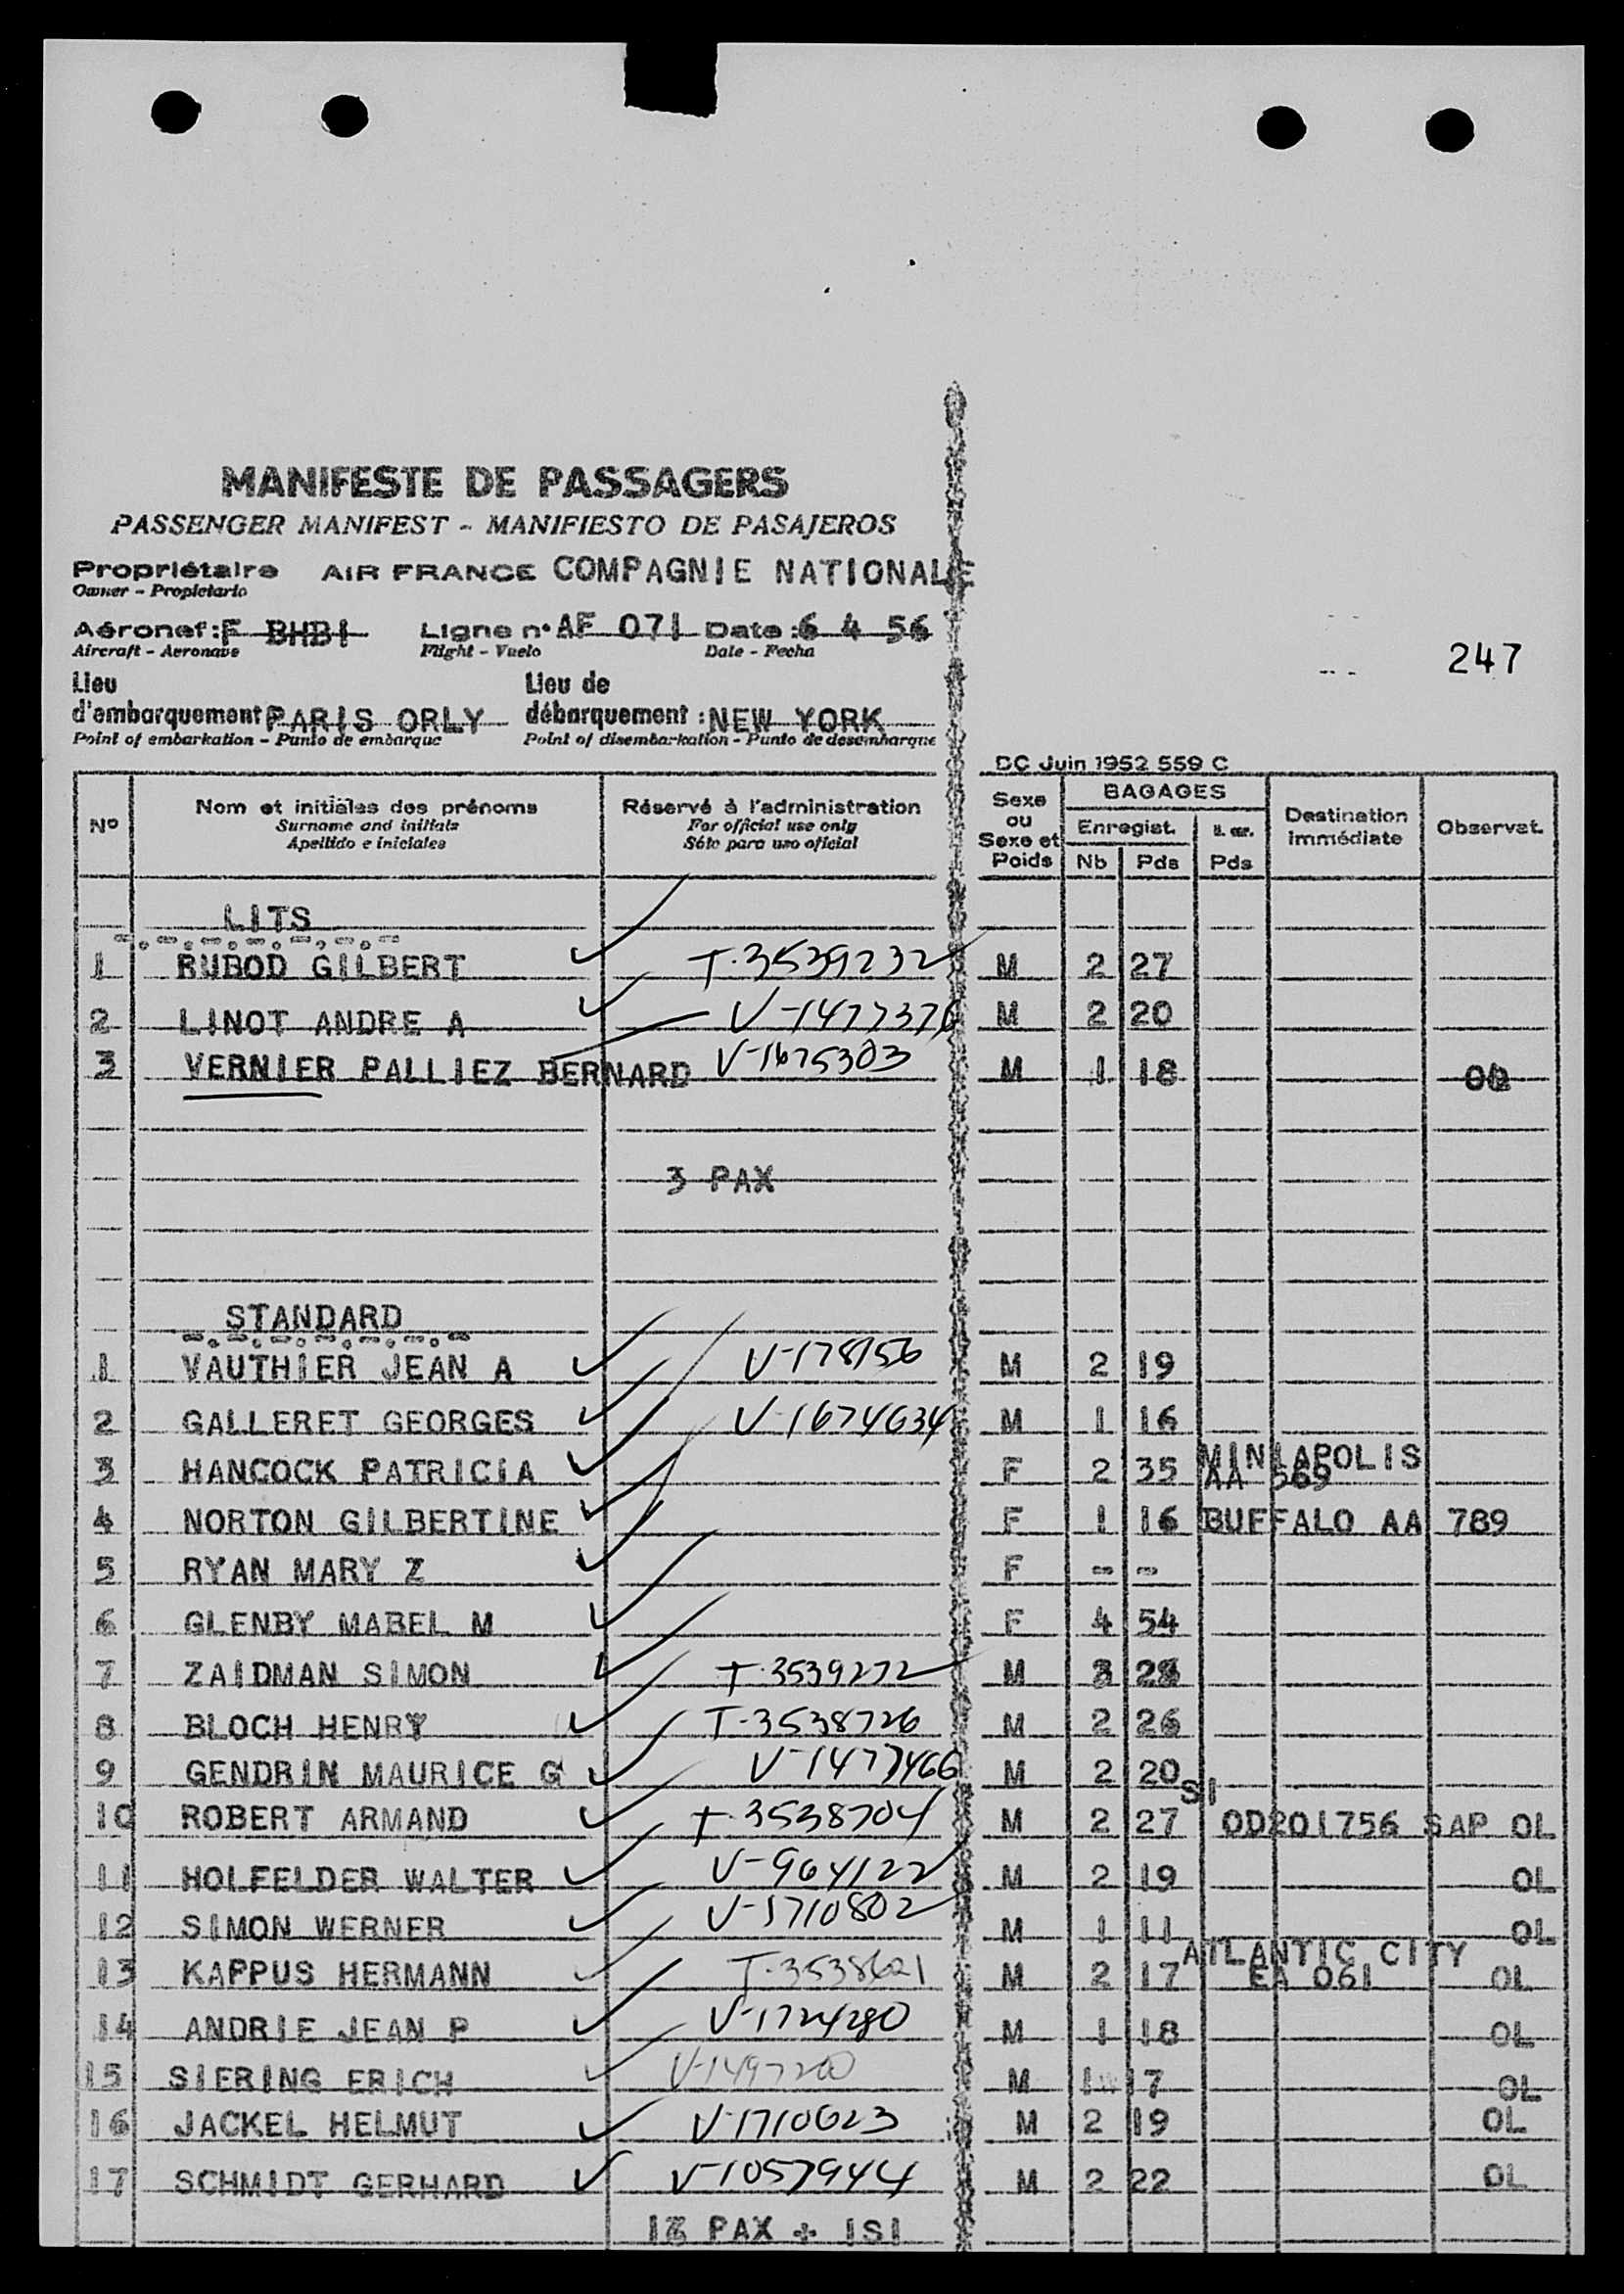 MANIFESTE DE PASSAGERS
PASSENGER MANIFEST - MANIFIESTO DE PASAJEROS
Propriétaire AIR FRANCE COMPAGNIE NATIONALE
Owner - Propietario
Aéronef : F BHBI Ligne n° AF 071 Date : 6 4 56
Aircraft - Aeronave Flight - Vuelo Date - Fecha
247
Lieu d'embarquement PARIS ORLY Lieu de débarquement : NEW YORK
Point of embarkation - Punto de embarque Point of disembarkation - Punto de desembarque
DC Juin 1952 559 C
N° Nom et initiales des prénoms Réservé à l'administration Sexe ou Sexe et Poids BAGAGES Destination immédiate Observat.
Surname and initials For official use only Enregist.
Apellido e iniciales Sólo para uso oficial Nb Pds Pds
LITS
1 RUBOD GILBERT T-3539232 M 2 27
2 LINOT ANDRE A V-1477376 M 2 20
3 VERNIER PALLIEZ BERNARD V-1675303 M 1 18
3 PAX
STANDARD
1 VAUTHIER JEAN A V-178156 M 2 19
2 GALLERET GEORGES V-1674634 M 1 16
3 HANCOCK PATRICIA F 2 35 MINIAPOLIS AA 569
4 NORTON GILBERTINE F 1 16 BUFFALO AA 789
5 RYAN MARY Z F - -
6 GLENBY MABEL M F 4 54
7 ZAIDMAN SIMON T-3539272 M 3
8 BLOCH HENRY T-3538726 M 2 26
9 GENDRIN MAURICE G V-1477466 M 2 20
10 ROBERT ARMAND T-3538704 M 2 27 SI OD201756 SAP OL
11 HOLFELDER WALTER V-964122 M 2 19 OL
12 SIMON WERNER V-1710802 M 1 11 OL
13 KAPPUS HERMANN T-3538621 M 2 17 ATLANTIC CITY EA 061 OL
14 ANDRIE JEAN P V-1724280 M 1 18 OL
15 SIERING ERICH V-1497200 M 1 17 OL
16 JACKEL HELMUT V-1710623 M 2 19 OL
17 SCHMIDT GERHARD V-1057944 M 2 22 OL
PAX + 1SI